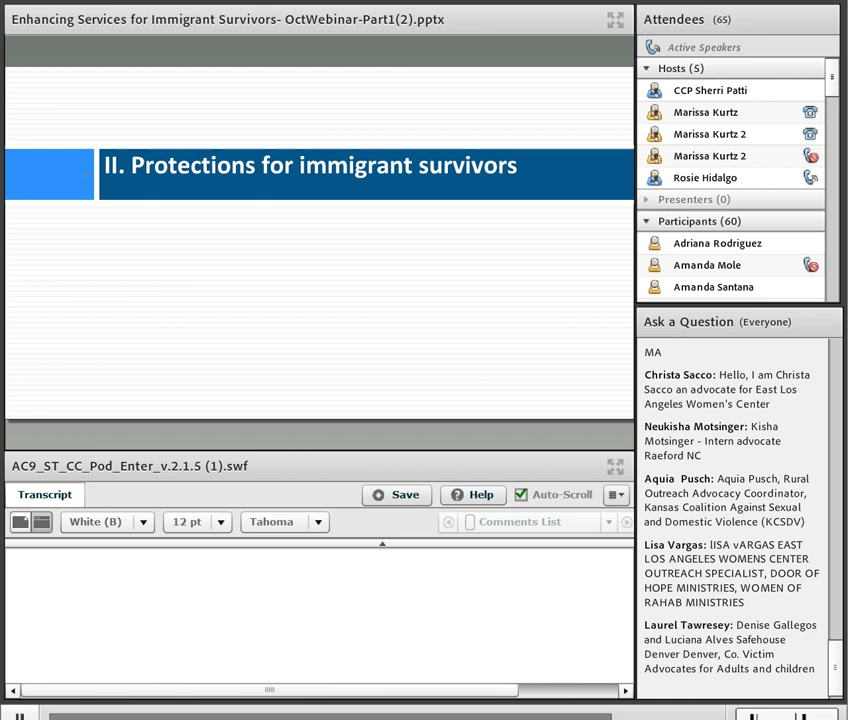 Enhancing Services for Immigrant Survivors- OctWebinar-Part1(2).pptx
II. Protections for immigrant survivors
AC9_ST_CC_Pod_Enter_v.2.1.5 (1).swf
Transcript
Save
Help
Auto-Scroll
White (B)
12 pt
Tahoma
Comments List
Attendees (65)
Active Speakers
Hosts (5)
CCP Sherri Patti
Marissa Kurtz
Marissa Kurtz 2
Marissa Kurtz 2
Rosie Hidalgo
Presenters (0)
Participants (60)
Adriana Rodriguez
Amanda Mole
Amanda Santana
Ask a Question (Everyone)
MA
Christa Sacco: Hello, I am Christa
Sacco an advocate for East Los
Angeles Women's Center
Neukisha Motsinger: Kisha
Motsinger - Intern advocate
Raeford NC
Aquia Pusch: Aquia Pusch, Rural
Outreach Advocacy Coordinator,
Kansas Coalition Against Sexual
and Domestic Violence (KCSDV)
Lisa Vargas: lISA vARGAS EAST
LOS ANGELES WOMENS CENTER
OUTREACH SPECIALIST, DOOR OF
HOPE MINISTRIES, WOMEN OF
RAHAB MINISTRIES
Laurel Tawresey: Denise Gallegos
and Luciana Alves Safehouse
Denver Denver, Co. Victim
Advocates for Adults and children